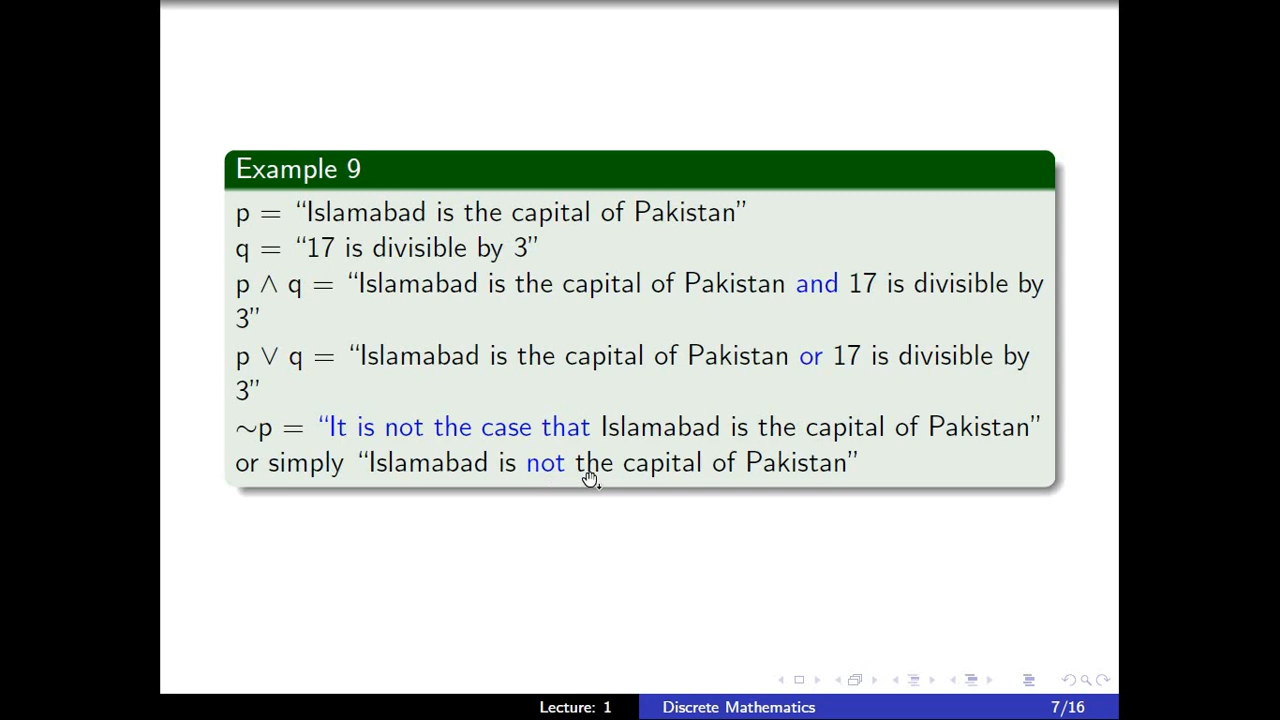 Example 9
p = “Islamabad is the capital of Pakistan”
q = “17 is divisible by 3”
p ∧ q = “Islamabad is the capital of Pakistan and 17 is divisible by
3”
p ∨ q = “Islamabad is the capital of Pakistan or 17 is divisible by
3”
∼p = “It is not the case that Islamabad is the capital of Pakistan”
or simply “Islamabad is not the capital of Pakistan”
Lecture: 1 Discrete Mathematics 7/16